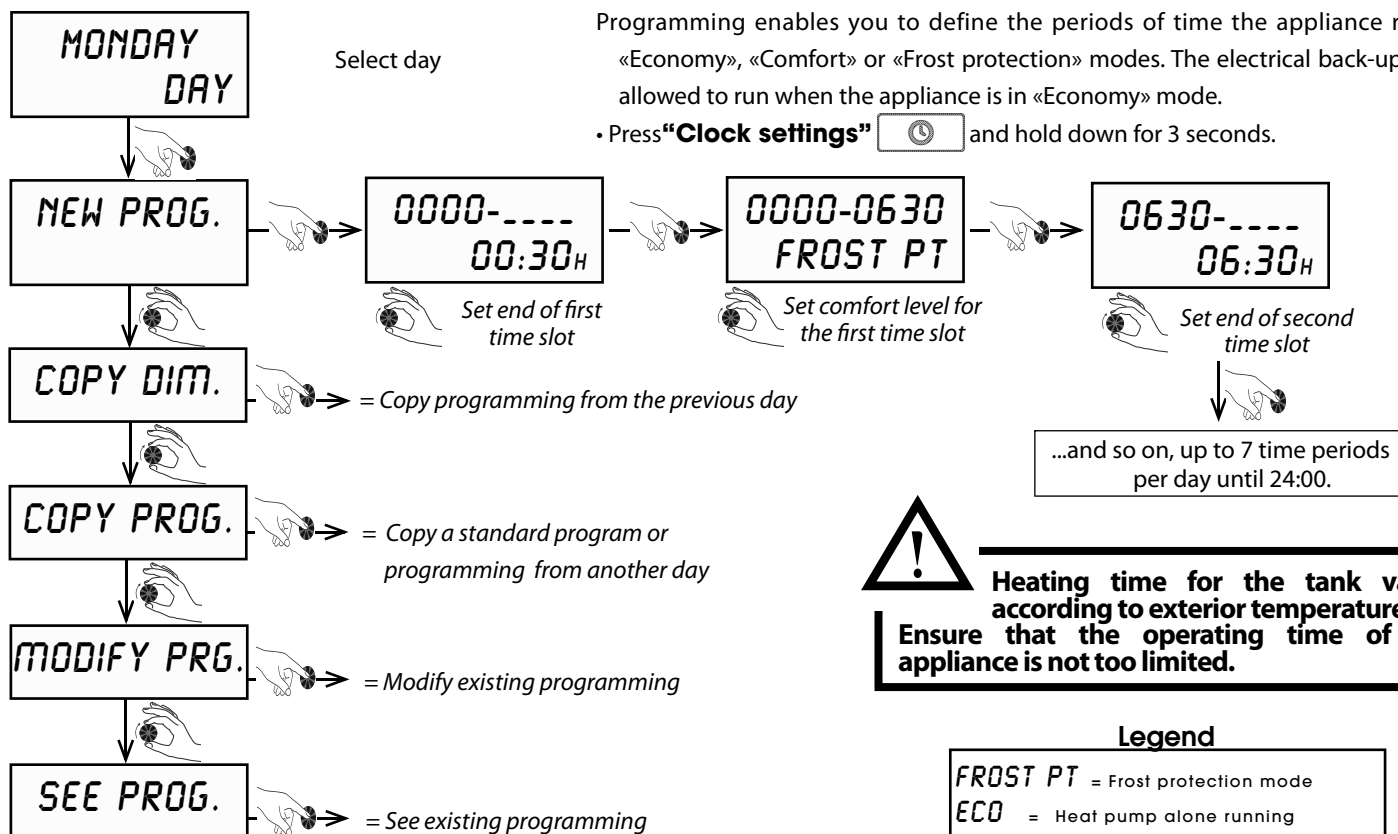 MONDAY
DAY
Select day
Programming enables you to define the periods of time the appliance
«Economy», «Comfort» or «Frost protection» modes. The electrical back-up
allowed to run when the appliance is in «Economy» mode.
• Press “Clock settings” and hold down for 3 seconds.
NEW PROG.
0000-____
00:30H
Set end of first
time slot
0000-0630
FROST PT
Set comfort level for
the first time slot
0630-____
06:30H
Set end of second
time slot
...and so on, up to 7 time periods
per day until 24:00.
COPY DIM.
= Copy programming from the previous day
COPY PROG.
= Copy a standard program or
programming from another day
MODIFY PRG.
= Modify existing programming
SEE PROG.
= See existing programming
!
Heating time for the tank
according to exterior
Ensure that the operating time of
appliance is not too limited.
Legend
FROST PT = Frost protection mode
ECO = Heat pump alone running